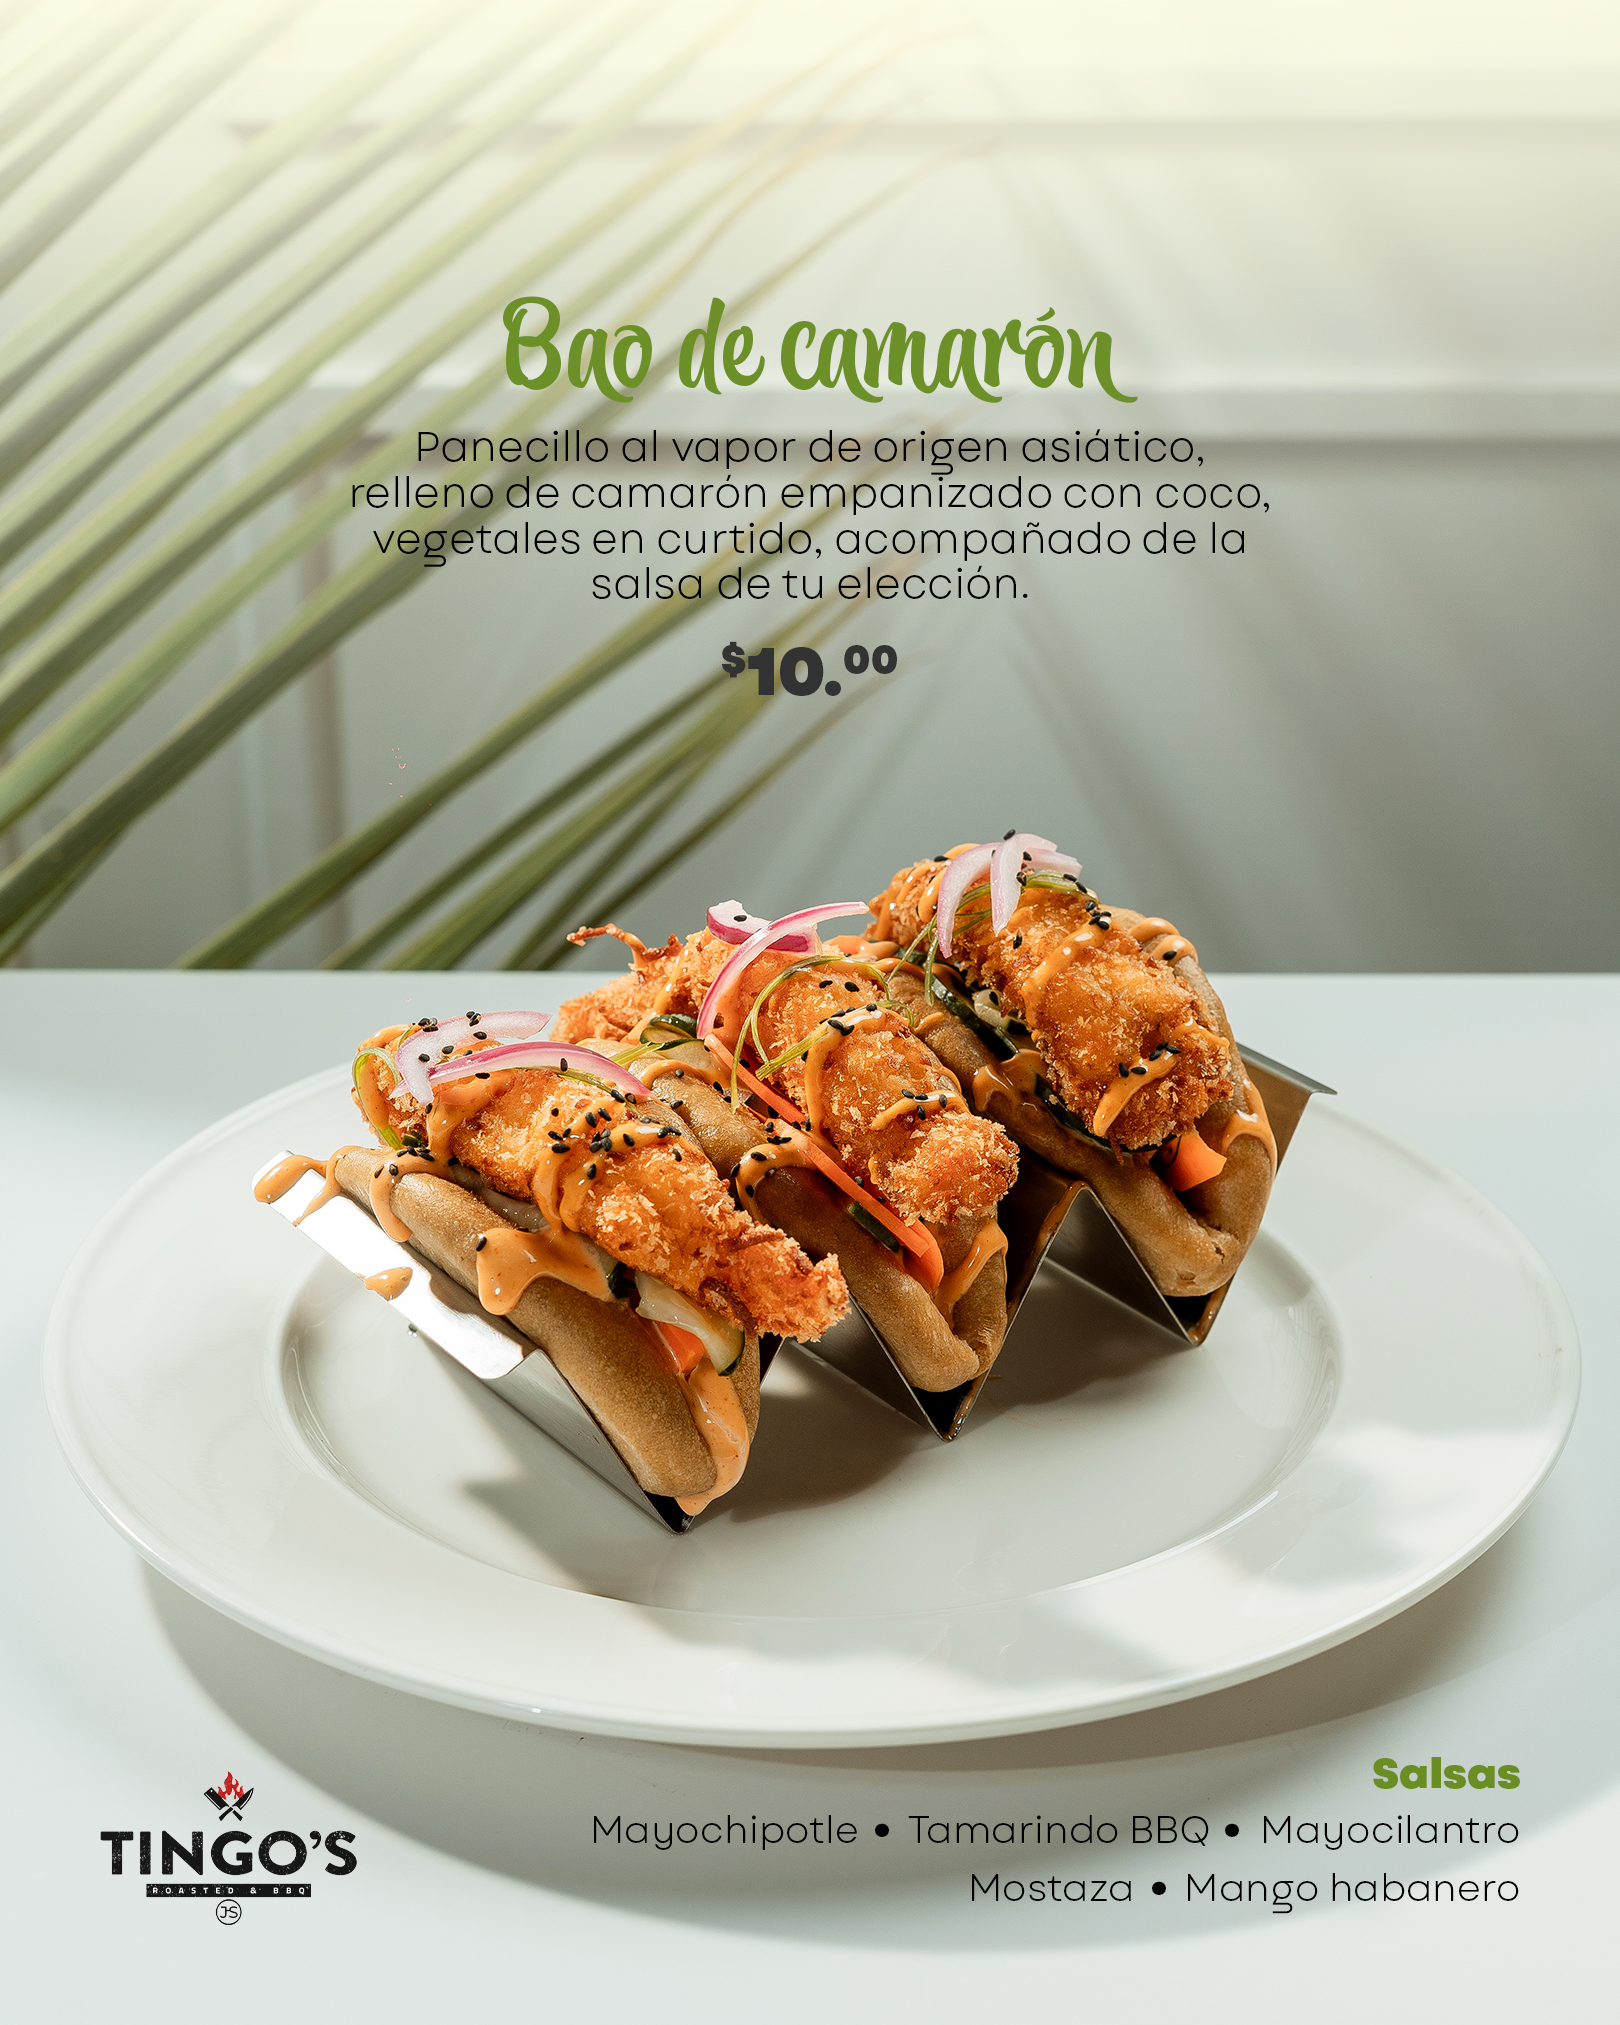 Bao de camarón
Panecillo al vapor de origen asiático,
relleno de camarón empanizado con coco,
vegetales en curtido, acompañado de la
salsa de tu elección.
$10.00
Salsas
Mayochipotle • Tamarindo BBQ • Mayocilantro
Mostaza • Mango habanero
TINGO'S
ROASTED & BBQ
JS